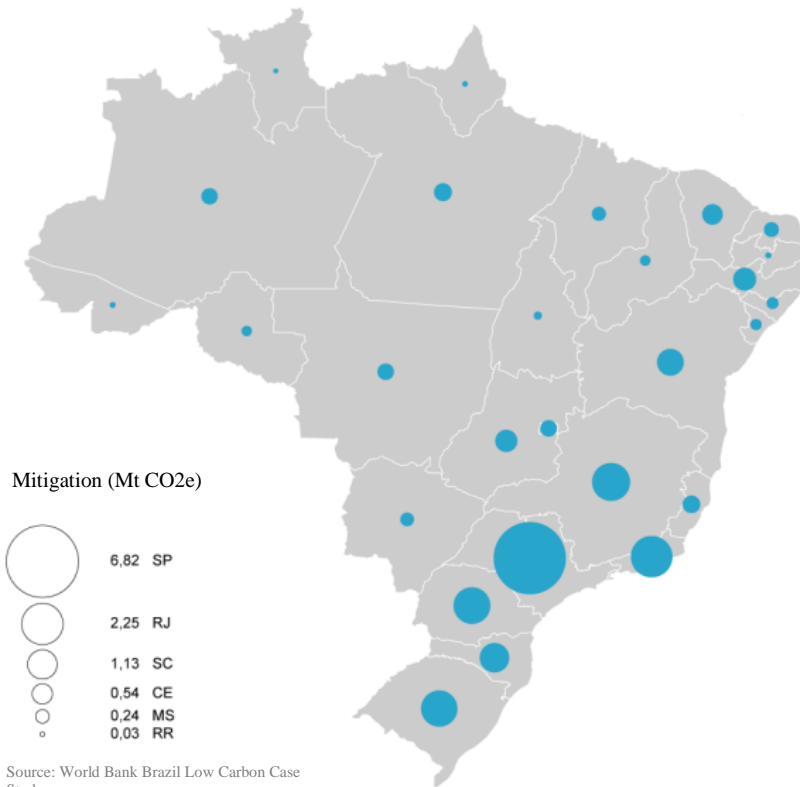 Mitigation (Mt CO2e)
6,82 SP
2,25 RJ
1,13 SC
0,54 CE
0,24 MS
0,03 RR
Source: World Bank Brazil Low Carbon Case